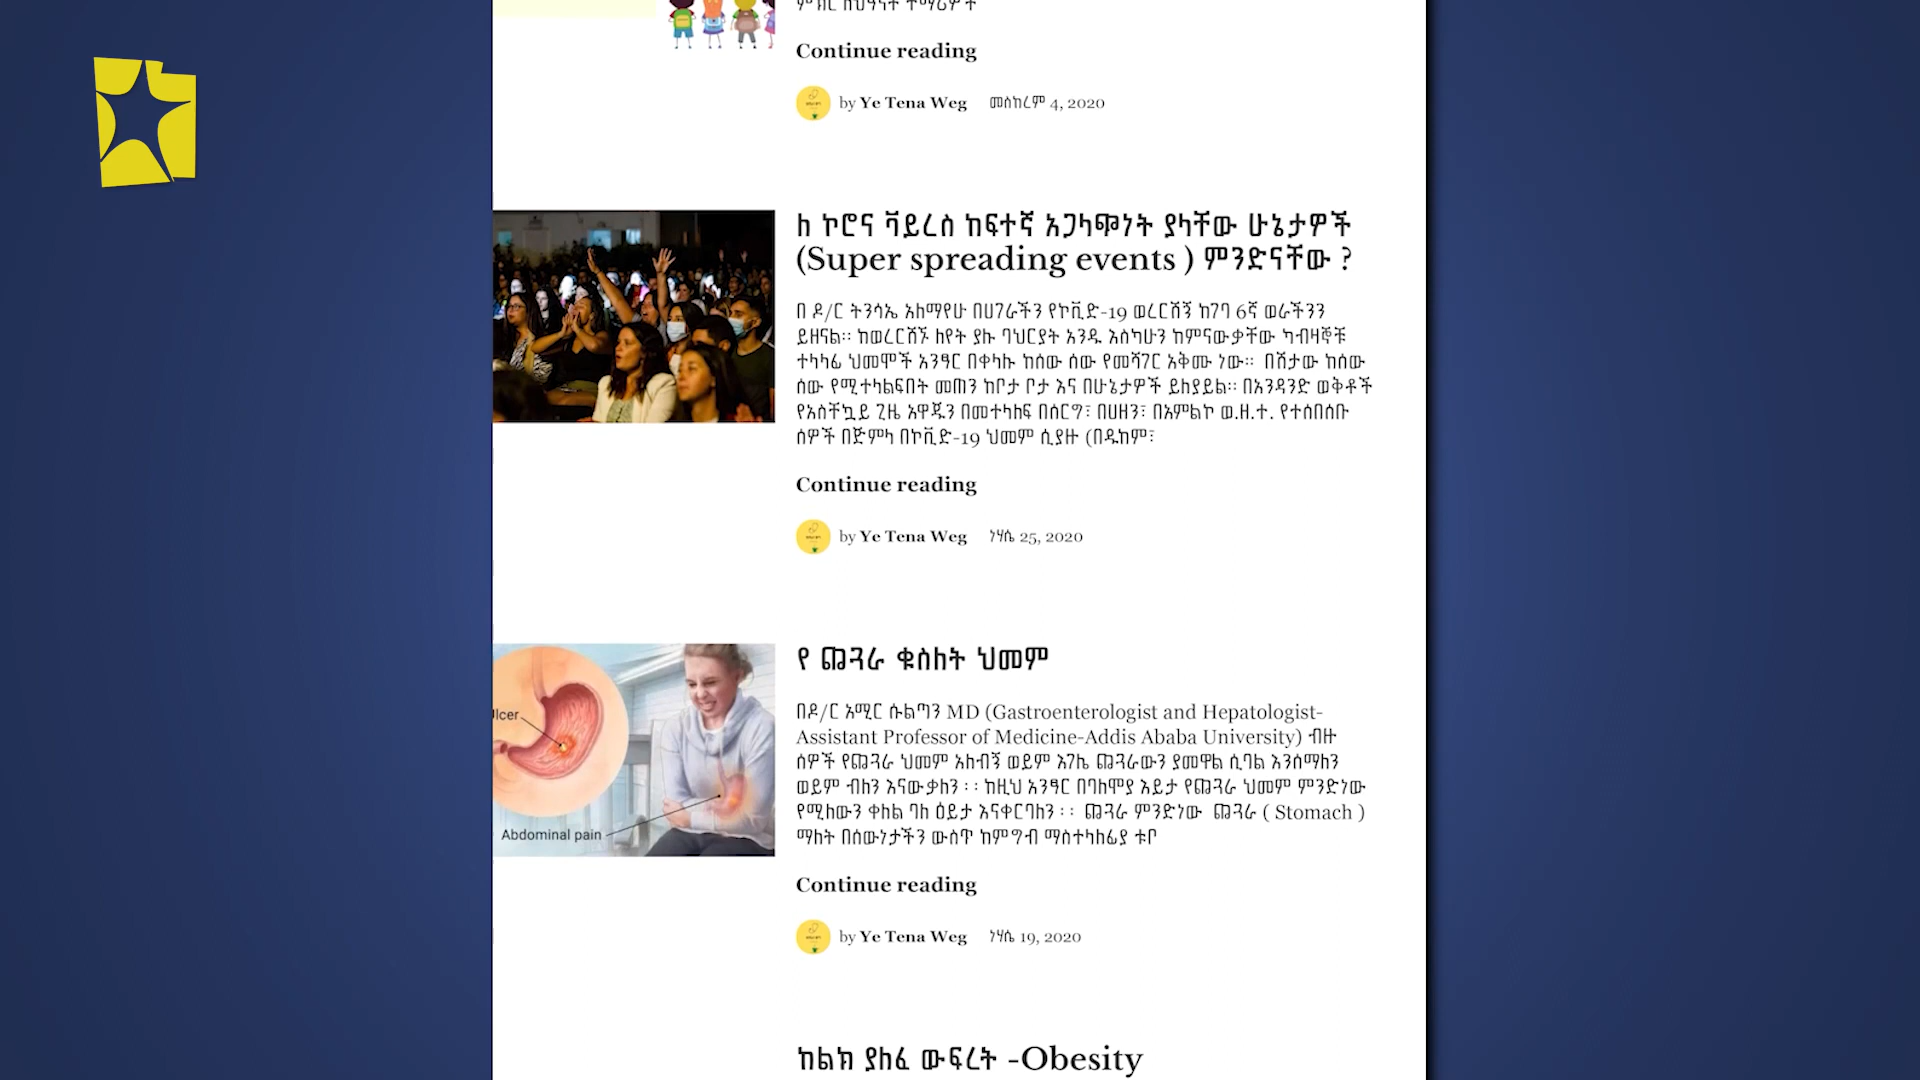 ምክር ለህፃናት ተማሪዎች
Continue reading
by Ye Tena Weg መስከረም 4, 2020
ለ ኮሮና ቫይረስ ከፍተኛ አጋላጭነት ያላቸው ሁኔታዎች
(Super spreading events ) ምንድናቸው ?
በ ዶ/ር ትንሳኤ አለማየሁ በሀገራችን የኮቪድ-19 ወረርሽኝ ከገባ 6ኛ ወራችንን
ይዘናል፡፡ ከወረርሽኙ ለየት ያሉ ባህርያት አንዱ እስካሁን ከምናውቃቸው ካብዛኞቹ
ተላላፊ ህመሞች አንፃር በቀላሉ ከሰው ሰው የመሻገር አቅሙ ነው፡፡ በሽታው ከሰው
ሰው የሚተላልፍበት መጠን ከቦታ ቦታ እና በሁኔታዎች ይለያይል፡፡ በአንዳንድ ወቅቶች
የአስቸኳይ ጊዜ አዋጁን በመተላለፍ በሰርግ፣ በሀዘን፣ በአምልኮ ወ.ዘ.ተ. የተሰበሰቡ
ሰዎች በጅምላ በኮቪድ-19 ህመም ሲያዙ (በዱከም፣
Continue reading
by Ye Tena Weg ነሃሴ 25, 2020
የ ጨጓራ ቁስለት ህመም
በዶ/ር አሚር ሱልጣን MD (Gastroenterologist and Hepatologist-
Assistant Professor of Medicine-Addis Ababa University) ብዙ
ሰዎች የጨጓራ ህመም አለብኝ ወይም እገሌ ጨጓራውን ያመዋል ሲባል እንሰማለን
ወይም ብለን እናውቃለን : : ከዚህ አንፃር በባለሞያ እይታ የጨጓራ ህመም ምንድነው
የሚለውን ቀለል ባለ ዕይታ እናቀርባለን : : ጨጓራ ምንድነው ጨጓራ ( Stomach )
ማለት በሰውነታችን ውስጥ ከምግብ ማስተላለፊያ ቱቦ
Ulcer
Abdominal pain
Continue reading
by Ye Tena Weg ነሃሴ 19, 2020
ከልክ ያለፈ ውፍረት -Obesity